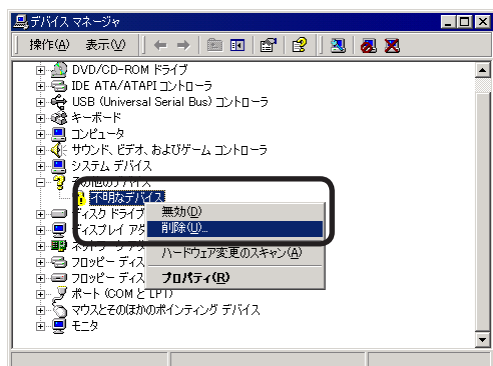 デバイス マネージャ
操作(A) 表示(V)
DVD/CD-ROM ドライブ
IDE ATA/ATAPI コントローラ
USB (Universal Serial Bus) コントローラ
キーボード
コンピュータ
サウンド、ビデオ、およびゲーム コントローラ
システム デバイス
その他のデバイス
不明なデバイス
ディスク ドライブ
無効(D)
ディスプレイ アダ
削除(U)...
ネットワーク アダ
ハードウェア変更のスキャン(A)
フロッピー ディス
フロッピー ディス
プロパティ(R)
ポート (COM と LPT)
マウスとそのほかのポインティング デバイス
モニタ